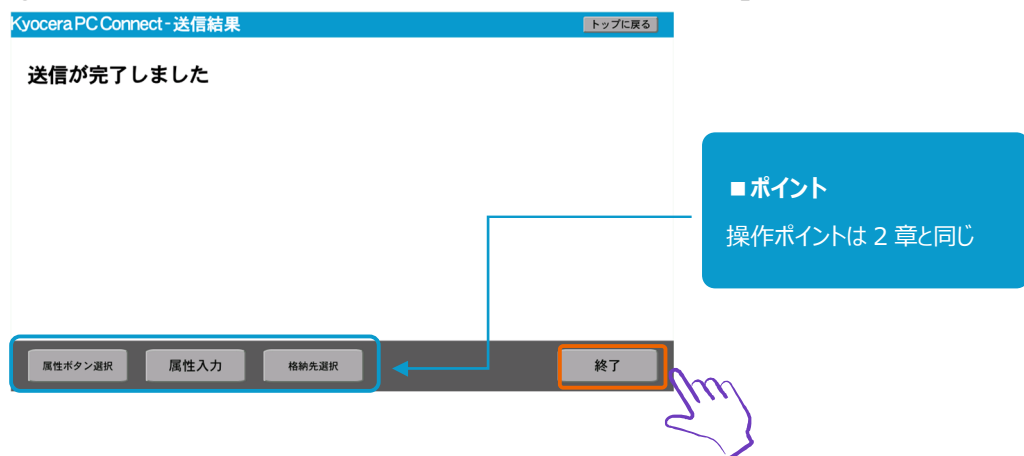 Kyocera PC Connect - 送信結果
トップに戻る
送信が完了しました
■ポイント
操作ポイントは 2 章と同じ
属性ボタン選択
属性入力
格納先選択
終了